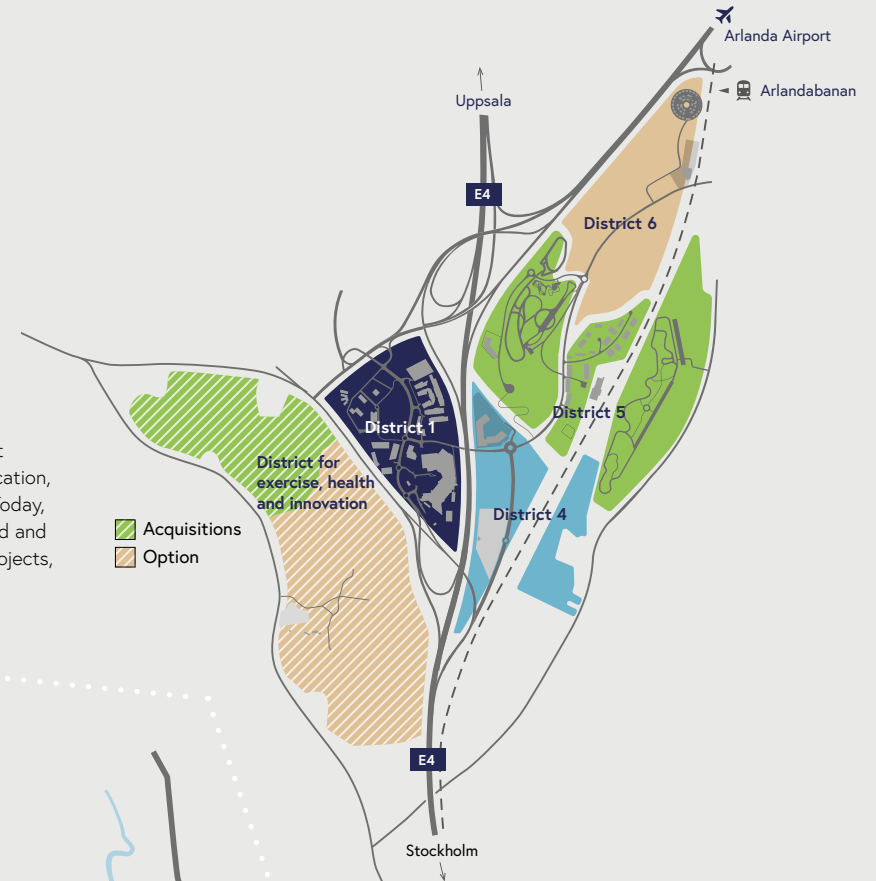 Arlanda Airport
Arlandabanan
Uppsala
E4
District 6
District 5
District 1
District for
exercise, health
and innovation
District 4
Acquisitions
Option
t
cation,
oday,
d and
ojects,
E4
Stockholm